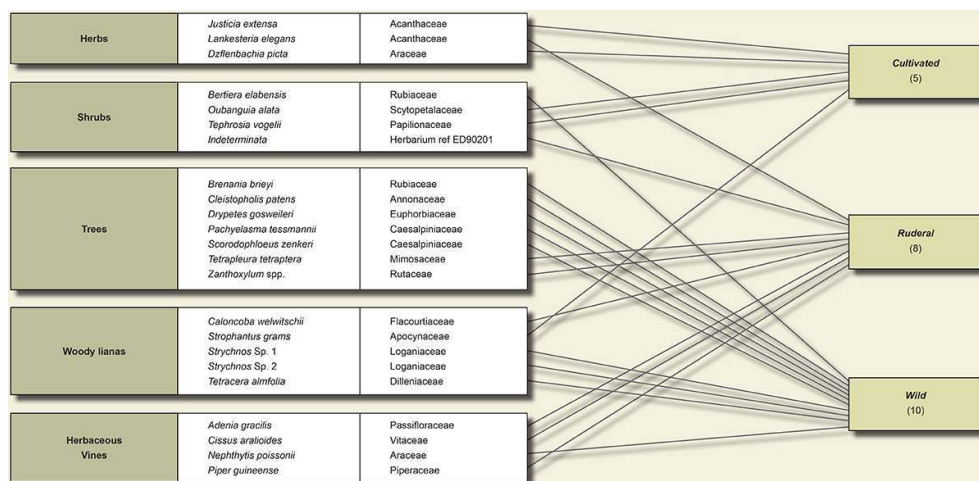 Herbs
Justicia extensa Acanthaceae
Lankesteria elegans Acanthaceae
Dzflenbachia picta Araceae
Shrubs
Bertiera elabensis Rubiaceae
Oubanguia alata Scytopetalaceae
Tephrosia vogelii Papilionaceae
Indeterminata Herbarium ref ED90201
Trees
Brenania brieyi Rubiaceae
Cleistopholis patens Annonaceae
Drypetes gosweileri Euphorbiaceae
Pachyelasma tessmannii Caesalpiniaceae
Scorodophloeus zenkeri Caesalpiniaceae
Tetrapleura tetraptera Mimosaceae
Zanthoxylum spp. Rutaceae
Woody lianas
Caloncoba welwitschii Flacourtiaceae
Strophantus grams Apocynaceae
Strychnos Sp. 1 Loganiaceae
Strychnos Sp. 2 Loganiaceae
Tetracera almfolia Dilleniaceae
Herbaceous
Vines
Adenia gracilis Passifloraceae
Cissus aralioides Vitaceae
Nephthytis poissonii Araceae
Piper guineense Piperaceae
Cultivated
(5)
Ruderal
(8)
Wild
(10)